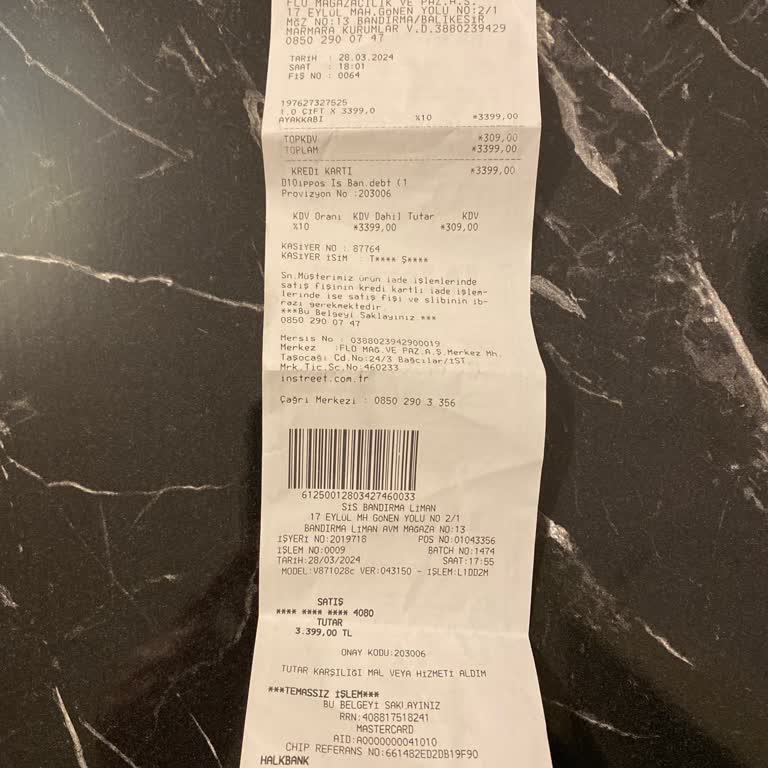 FLO MAĞAZACILIK VE PAZ.A.Ş.
17 EYLÜL MAH.GÖNEN YOLU NO:2/1
MĞZ NO:13 BANDIRMA/BALIKESİR
MARMARA KURUMLAR V.D.3880239429
0850 290 07 47
TARİH : 28.03.2024
SAAT : 18:01
FİŞ NO : 0064
197627327525
1.0 ÇİFT X 3399,0
AYAKKABI %10 *3399,00
TOPKDV *309,00
TOPLAM *3399,00
KREDİ KARTI *3399,00
D10ippos Is Ban.debt (1
Provizyon No :203006
KDV Oranı KDV Dahil Tutar KDV
%10 *3399,00 *309,00
KASİYER NO : 87764
KASİYER İSİM : T**** Ş****
Sn.Müşterimiz ürün iade işlemlerinde
satış fişinin kredi kartlı iade işlem-
lerinde ise satış fişi ve slibinin ib-
razı gerekmektedir.
***Bu Belgeyi Saklayınız ***
0850 290 07 47
Mersis No : 0388023942900019
Merkez :FLO MAĞ.VE PAZ.A.Ş.Merkez Mh.
Taşocağı Cd.No:24/3 Bağcılar/İST.
Mrk.Tic.Sc.No:460233
instreet.com.tr
Çağrı Merkezi : 0850 290 3 356
61250012803427460033
SİS BANDIRMA LİMAN
17 EYLÜL MH GÖNEN YOLU NO 2/1
BANDIRMA LİMAN AVM MAĞAZA NO:13
İŞYERİ NO:2019718 POS NO:01043356
İŞLEM NO:0009 BATCH NO:1474
TARİH:28/03/2024 SAAT:17:55
MODEL:V871028c VER:043150 - İŞLEM:L1DD2M
SATIŞ
**** **** **** 4080
TUTAR
3.399,00 TL
ONAY KODU:203006
TUTAR KARŞILIĞI MAL VEYA HİZMETİ ALDIM
***TEMASSIZ İŞLEM***
BU BELGEYİ SAKLAYINIZ
RRN:408817518241
MASTERCARD
AID:A0000000041010
CHIP REFERANS NO:661482ED2DB19F90
HALKBANK